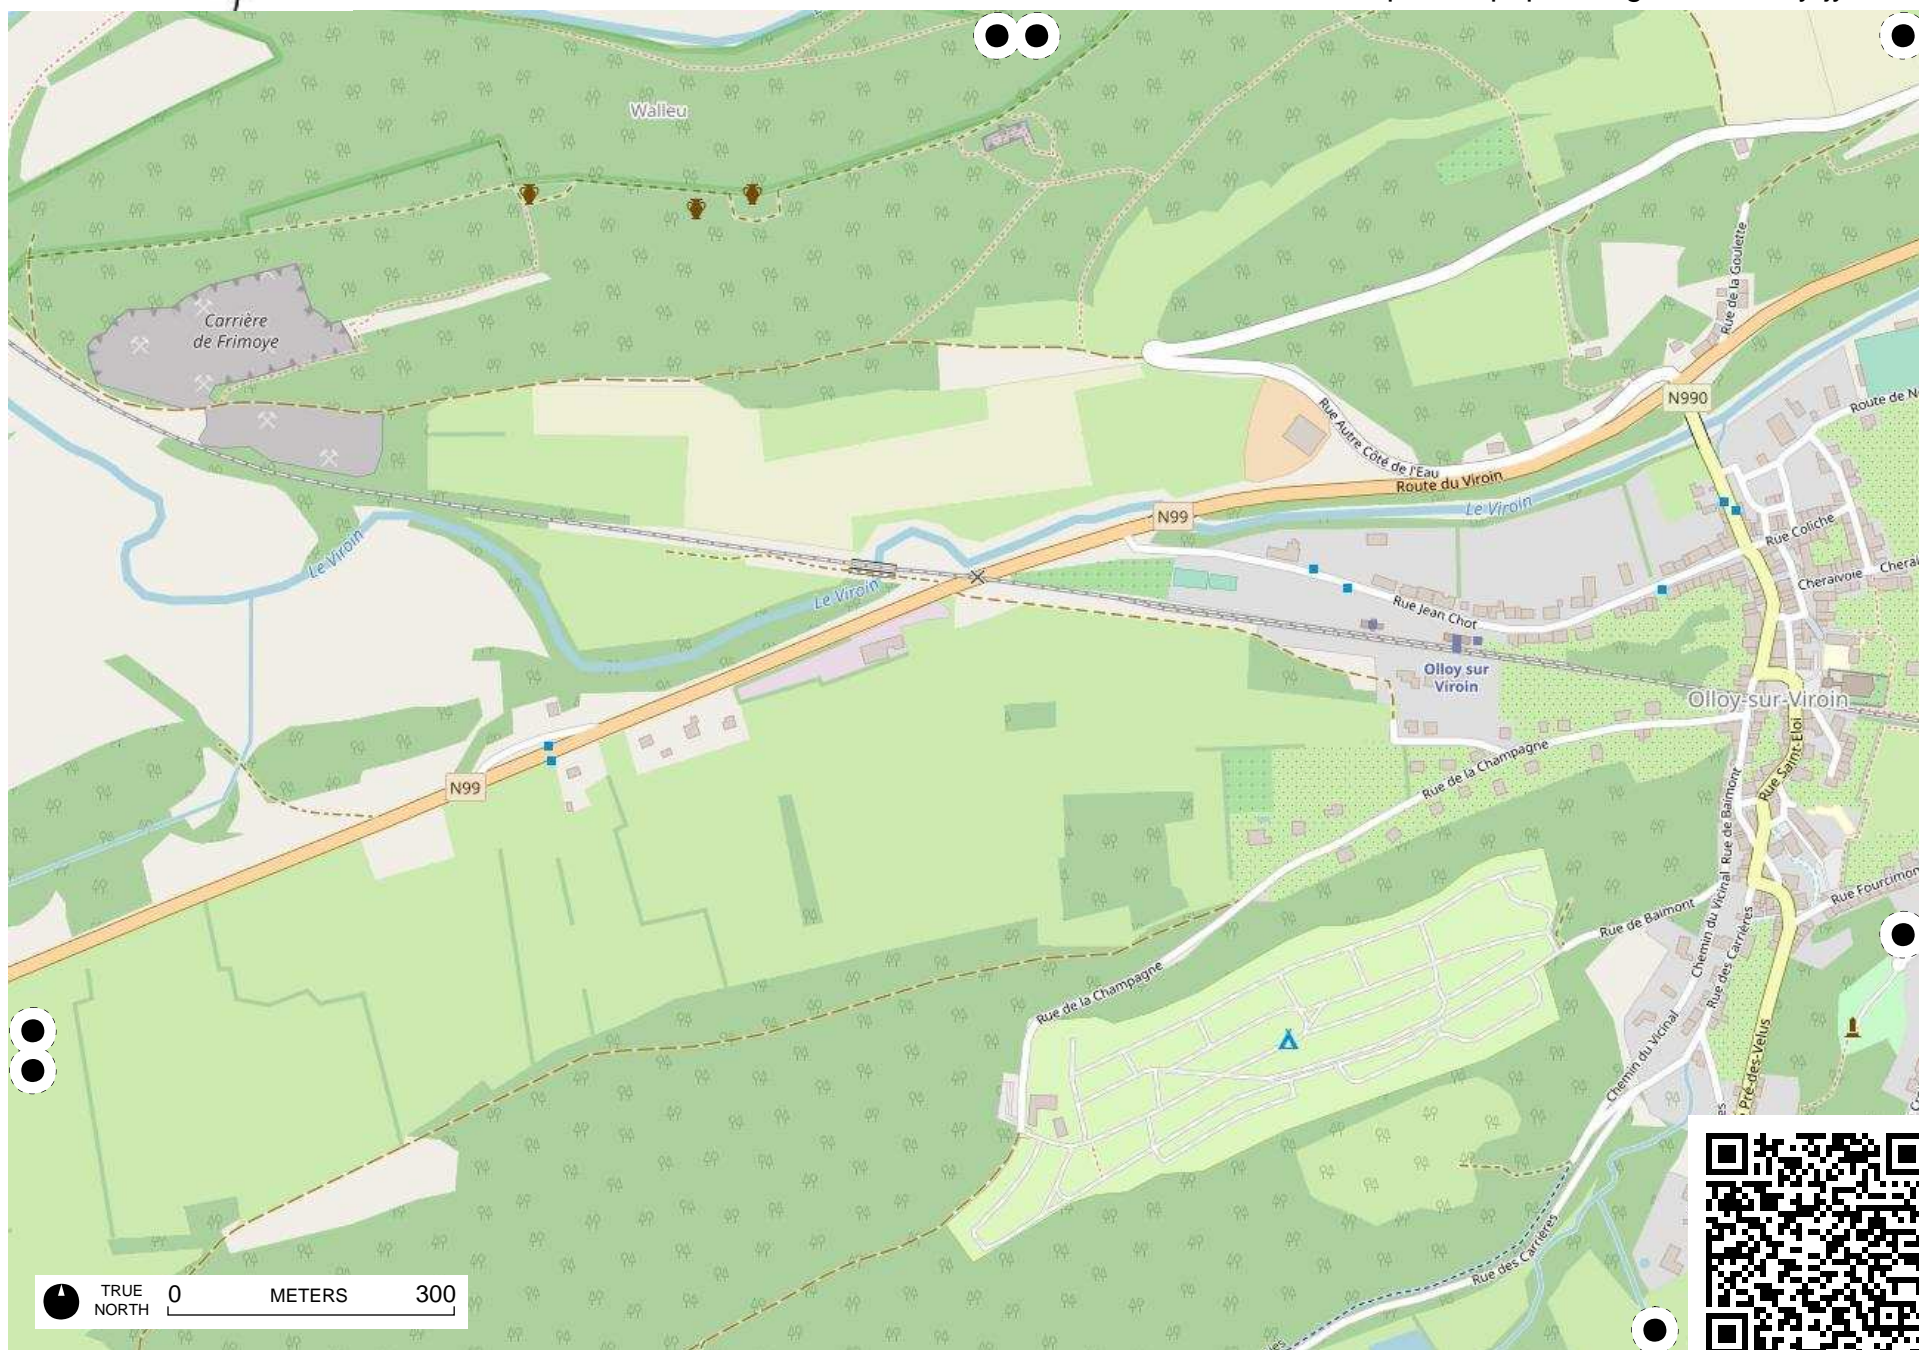 Walleu
Carrière
de Frimoye
Rue de la Goulette
N990
Route de N
Rue Autre Côté de l'Eau
Route du Viroin
Le Viroin
N99
Rue Coliche
Le Viroin
Cheraivoie
Cherai
Le Viroin
Rue Jean Chot
Olloy sur
Viroin
Olloy-sur-Viroin
Rue de la Champagne
Rue Saint-Eloi
N99
Chemin du Vicinal
Rue de Baimont
Rue Fourcimon
Rue de Baimont
Rue des Carrières
Rue de la Champagne
Chemin du Vicinal
Pré-des-Velus
Rue des Carrières
TRUE
NORTH
0 METERS 300